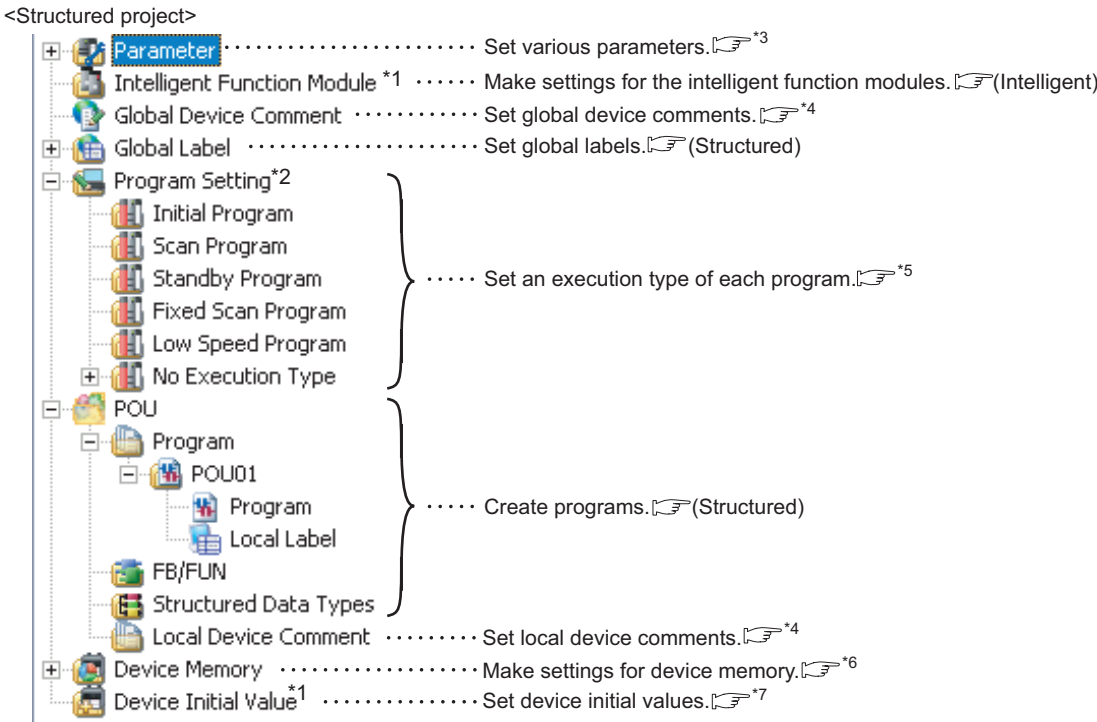 <Structured project>
Parameter ························ Set various parameters.☞*3
Intelligent Function Module *1 ······ Make settings for the intelligent function modules.☞(Intelligent)
Global Device Comment ············ Set global device comments.☞*4
Global Label ······················ Set global labels.☞(Structured)
Program Setting*2
Initial Program
Scan Program
Standby Program ····· Set an execution type of each program.☞*5
Fixed Scan Program
Low Speed Program
No Execution Type
POU
Program
POU01
Program ····· Create programs.☞(Structured)
Local Label
FB/FUN
Structured Data Types
Local Device Comment ········· Set local device comments.☞*4
Device Memory ··················· Make settings for device memory.☞*6
Device Initial Value*1 ··············· Set device initial values.☞*7